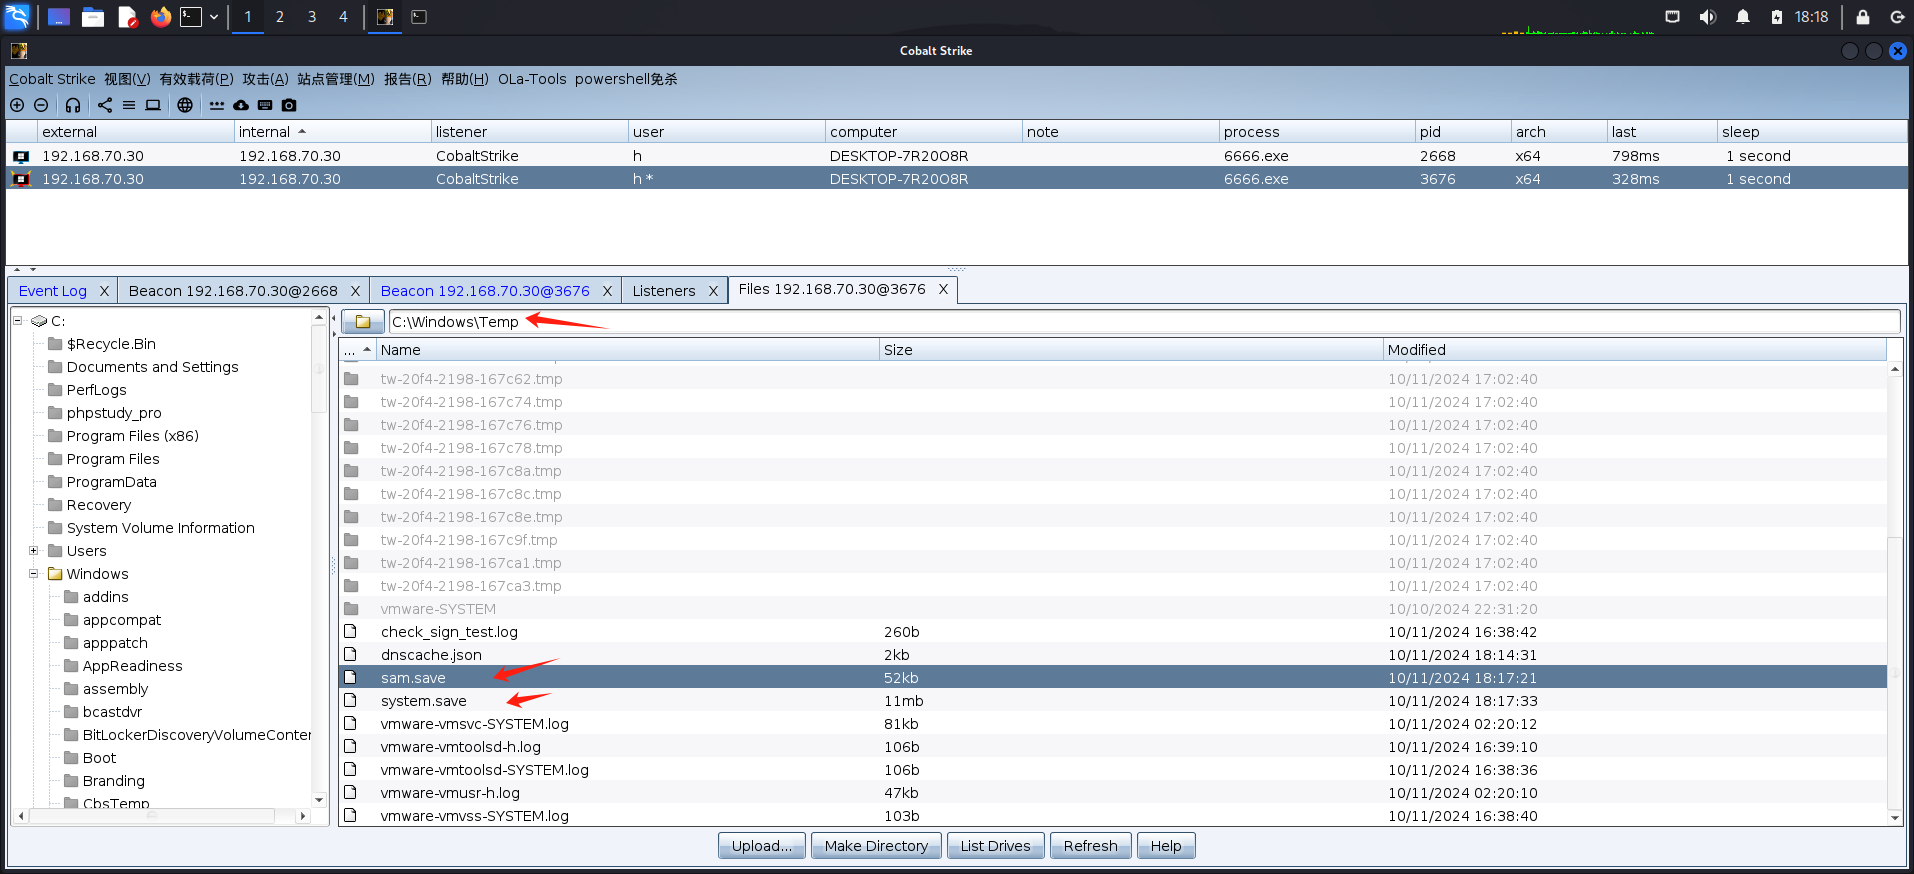 1 2 3 4 18:18
Cobalt Strike
Cobalt Strike 视图(V) 有效载荷(P) 攻击(A) 站点管理(M) 报告(R) 帮助(H) OLa-Tools powershell免杀
external internal listener user computer note process pid arch last sleep
192.168.70.30 192.168.70.30 CobaltStrike h DESKTOP-7R20O8R 6666.exe 2668 x64 798ms 1 second
192.168.70.30 192.168.70.30 CobaltStrike h * DESKTOP-7R20O8R 6666.exe 3676 x64 328ms 1 second
Event Log X Beacon 192.168.70.30@2668 X Beacon 192.168.70.30@3676 X Listeners X Files 192.168.70.30@3676 X
C:
$Recycle.Bin
Documents and Settings
PerfLogs
phpstudy_pro
Program Files (x86)
Program Files
ProgramData
Recovery
System Volume Information
Users
Windows
addins
appcompat
apppatch
AppReadiness
assembly
bcastdvr
BitLockerDiscoveryVolumeConter
Boot
Branding
CbsTemp
C:\Windows\Temp
... Name Size Modified
tw-20f4-2198-167c62.tmp 10/11/2024 17:02:40
tw-20f4-2198-167c74.tmp 10/11/2024 17:02:40
tw-20f4-2198-167c76.tmp 10/11/2024 17:02:40
tw-20f4-2198-167c78.tmp 10/11/2024 17:02:40
tw-20f4-2198-167c8a.tmp 10/11/2024 17:02:40
tw-20f4-2198-167c8c.tmp 10/11/2024 17:02:40
tw-20f4-2198-167c8e.tmp 10/11/2024 17:02:40
tw-20f4-2198-167c9f.tmp 10/11/2024 17:02:40
tw-20f4-2198-167ca1.tmp 10/11/2024 17:02:40
tw-20f4-2198-167ca3.tmp 10/11/2024 17:02:40
vmware-SYSTEM 10/10/2024 22:31:20
check_sign_test.log 260b 10/11/2024 16:38:42
dnscache.json 2kb 10/11/2024 18:14:31
sam.save 52kb 10/11/2024 18:17:21
system.save 11mb 10/11/2024 18:17:33
vmware-vmsvc-SYSTEM.log 81kb 10/11/2024 02:20:12
vmware-vmtoolsd-h.log 106b 10/11/2024 16:39:10
vmware-vmtoolsd-SYSTEM.log 106b 10/11/2024 16:38:36
vmware-vmusr-h.log 47kb 10/11/2024 02:20:10
vmware-vmvss-SYSTEM.log 103b 10/11/2024 16:38:40
Upload... Make Directory List Drives Refresh Help